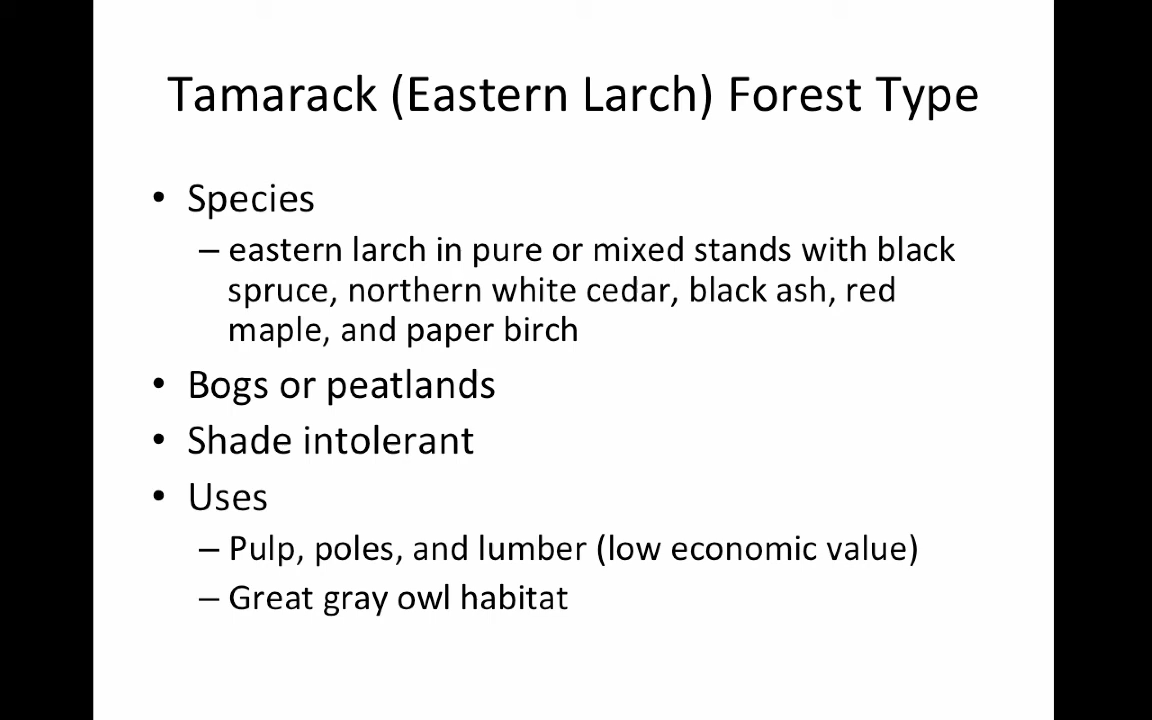 Tamarack (Eastern Larch) Forest Type
• Species
– eastern larch in pure or mixed stands with black
spruce, northern white cedar, black ash, red
maple, and paper birch
• Bogs or peatlands
• Shade intolerant
• Uses
– Pulp, poles, and lumber (low economic value)
– Great gray owl habitat